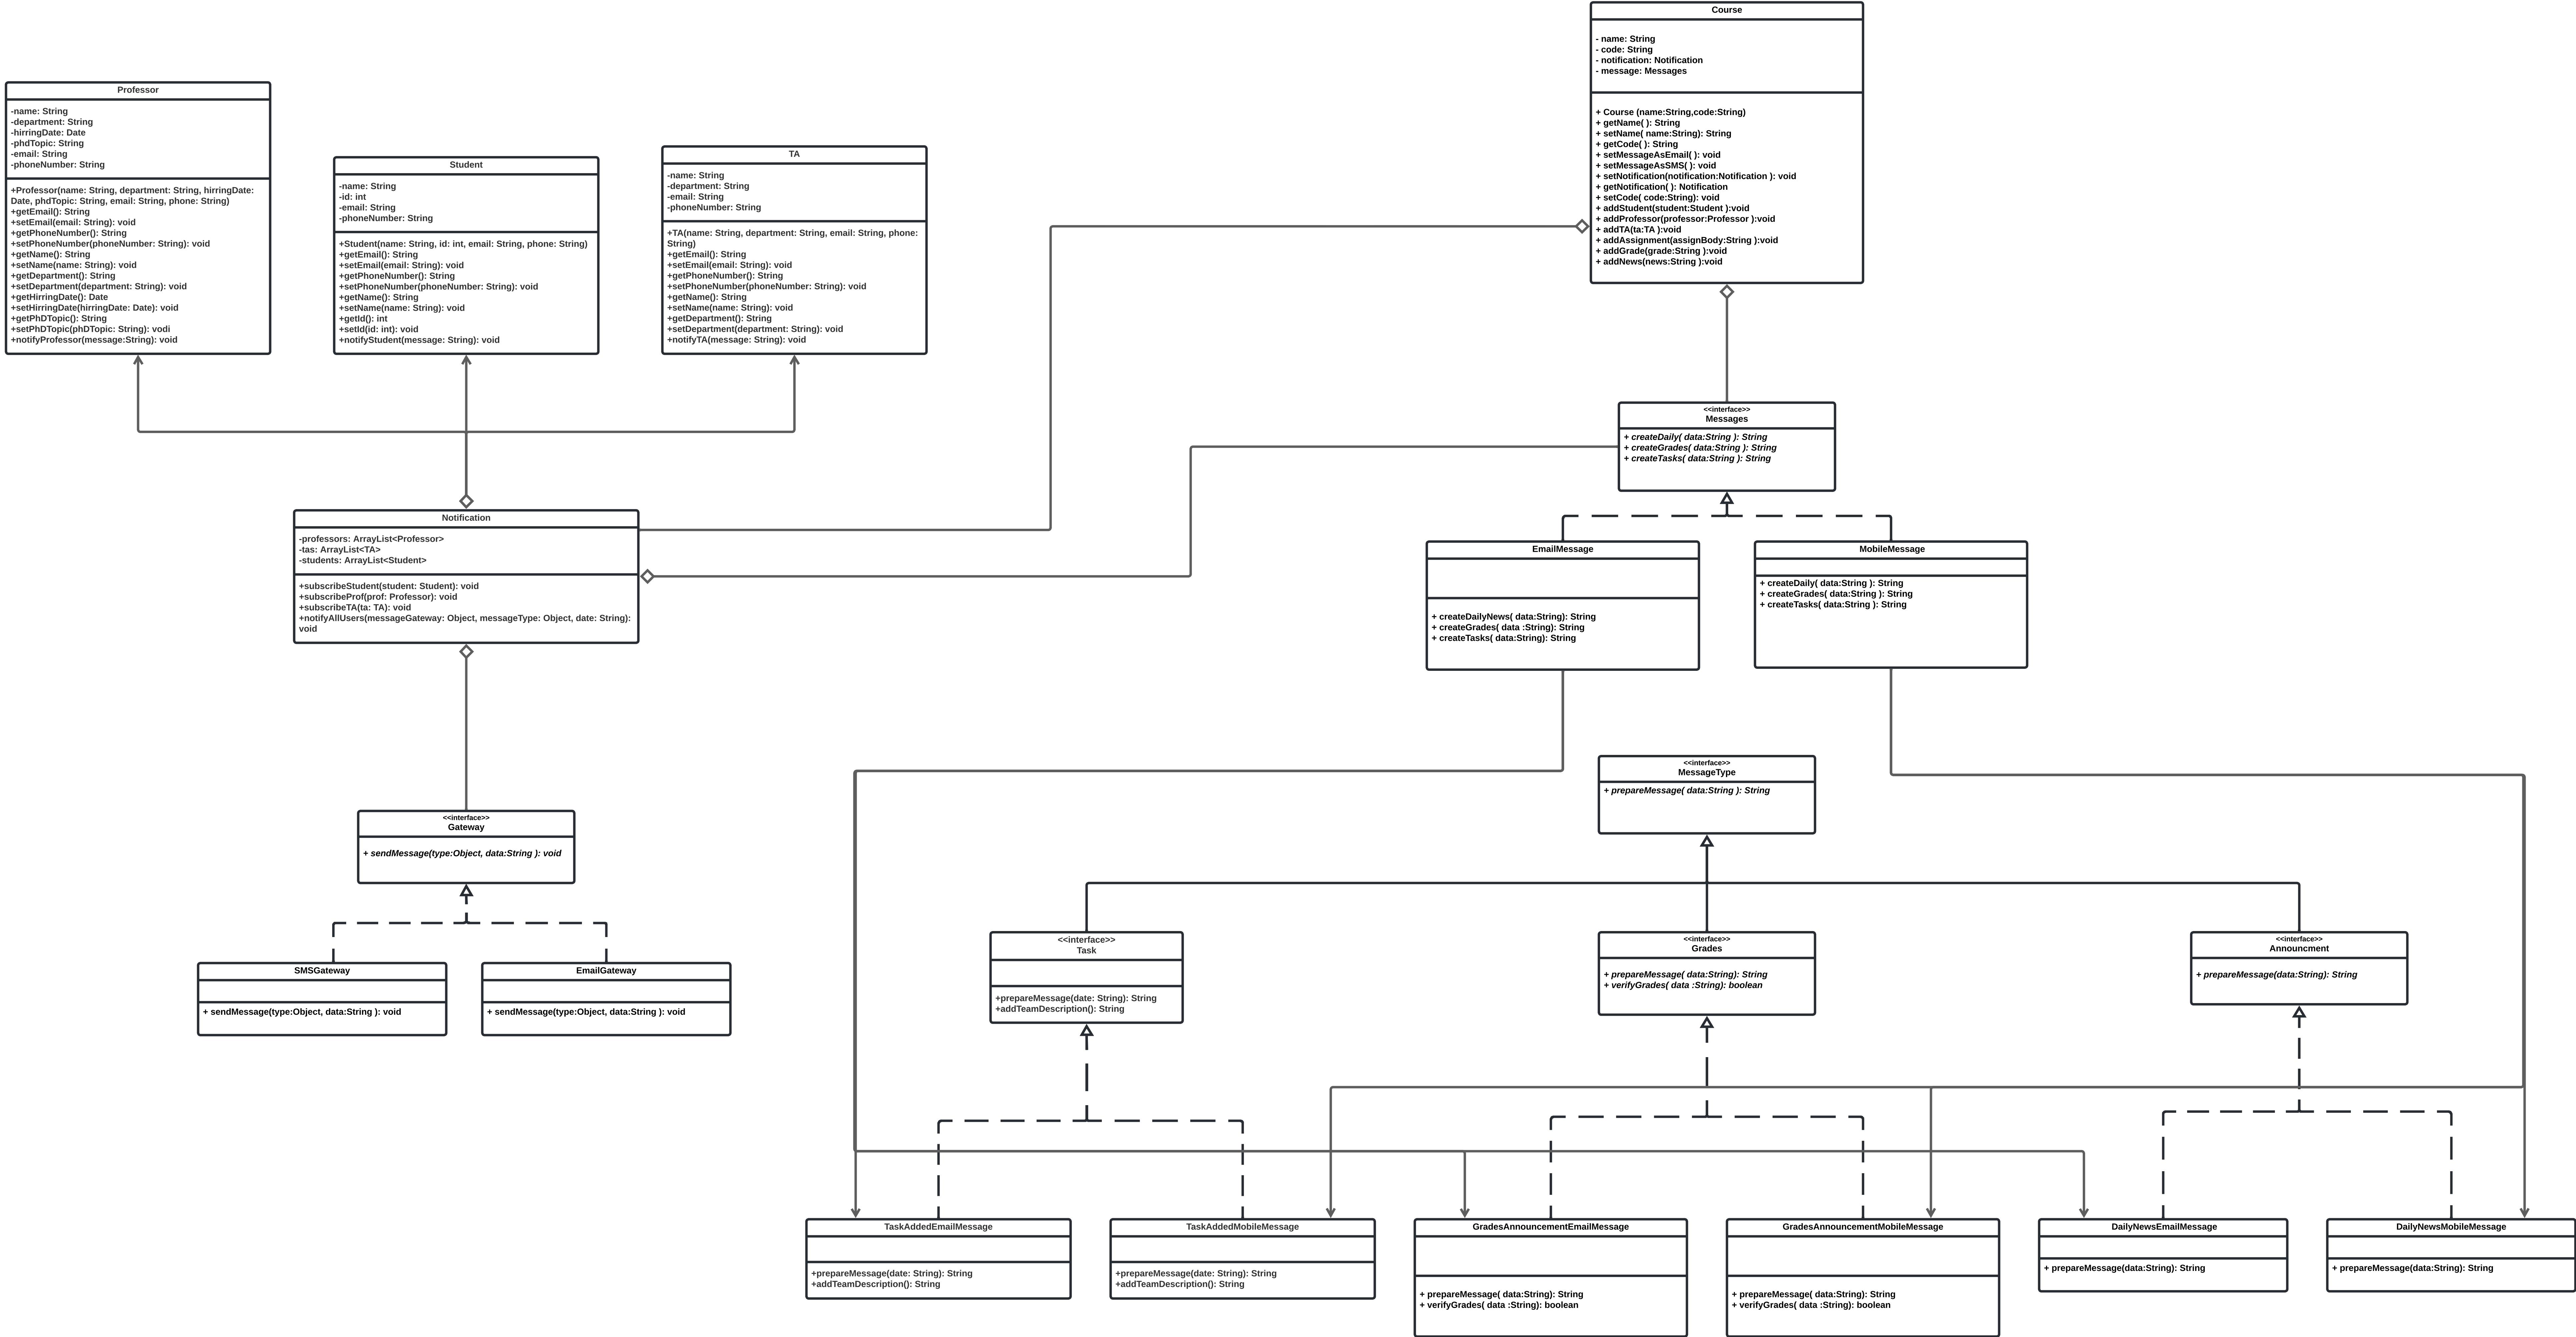 Course
- name: String
- code: String
- notification: Notification
- message: Messages
+ Course (name:String,code:String)
+ getName( ): String
+ setName( name:String): String
+ getCode( ): String
+ setMessageAsEmail( ): void
+ setMessageAsSMS( ): void
+ setNotification(notification:Notification ): void
+ getNotification( ): Notification
+ setCode( code:String): void
+ addStudent(student:Student ):void
+ addProfessor(professor:Professor ):void
+ addTA(ta:TA ):void
+ addAssignment(assignBody:String ):void
+ addGrade(grade:String ):void
+ addNews(news:String ):void
Professor
-name: String
-department: String
-hirringDate: Date
-phdTopic: String
-email: String
-phoneNumber: String
+Professor(name: String, department: String, hirringDate:
Date, phdTopic: String, email: String, phone: String)
+getEmail(): String
+setEmail(email: String): void
+getPhoneNumber(): String
+setPhoneNumber(phoneNumber: String): void
+getName(): String
+setName(name: String): void
+getDepartment(): String
+setDepartment(department: String): void
+getHirringDate(): Date
+setHirringDate(hirringDate: Date): void
+getPhDTopic(): String
+setPhDTopic(phDTopic: String): vodi
+notifyProfessor(message:String): void
Student
-name: String
-id: int
-email: String
-phoneNumber: String
+Student(name: String, id: int, email: String, phone: String)
+getEmail(): String
+setEmail(email: String): void
+getPhoneNumber(): String
+setPhoneNumber(phoneNumber: String): void
+getName(): String
+setName(name: String): void
+getId(): int
+setId(id: int): void
+notifyStudent(message: String): void
TA
-name: String
-department: String
-email: String
-phoneNumber: String
+TA(name: String, department: String, email: String, phone:
String)
+getEmail(): String
+setEmail(email: String): void
+getPhoneNumber(): String
+setPhoneNumber(phoneNumber: String): void
+getName(): String
+setName(name: String): void
+getDepartment(): String
+setDepartment(department: String): void
+notifyTA(message: String): void
<<interface>>
Messages
+ createDaily( data:String ): String
+ createGrades( data:String ): String
+ createTasks( data:String ): String
Notification
-professors: ArrayList<Professor>
-tas: ArrayList<TA>
-students: ArrayList<Student>
+subscribeStudent(student: Student): void
+subscribeProf(prof: Professor): void
+subscribeTA(ta: TA): void
+notifyAllUsers(messageGateway: Object, messageType: Object, date: String):
void
EmailMessage
+ createDailyNews( data:String): String
+ createGrades( data :String): String
+ createTasks( data:String): String
MobileMessage
+ createDaily( data:String ): String
+ createGrades( data:String ): String
+ createTasks( data:String ): String
<<interface>>
MessageType
+ prepareMessage( data:String ): String
<<interface>>
Gateway
+ sendMessage(type:Object, data:String ): void
SMSGateway
+ sendMessage(type:Object, data:String ): void
EmailGateway
+ sendMessage(type:Object, data:String ): void
<<interface>>
Task
+prepareMessage(date: String): String
+addTeamDescription(): String
<<interface>>
Grades
+ prepareMessage( data:String): String
+ verifyGrades( data :String): boolean
<<interface>>
Announcment
+ prepareMessage(data:String): String
TaskAddedEmailMessage
+prepareMessage(date: String): String
+addTeamDescription(): String
TaskAddedMobileMessage
+prepareMessage(date: String): String
+addTeamDescription(): String
GradesAnnouncementEmailMessage
+ prepareMessage( data:String): String
+ verifyGrades( data :String): boolean
GradesAnnouncementMobileMessage
+ prepareMessage( data:String): String
+ verifyGrades( data :String): boolean
DailyNewsEmailMessage
+ prepareMessage(data:String): String
DailyNewsMobileMessage
+ prepareMessage(data:String): String